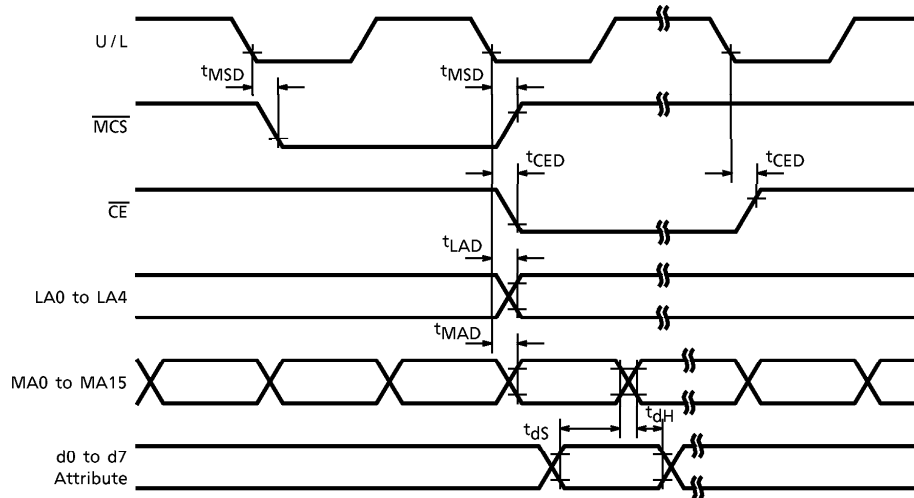 U / L
tMSD
tMSD
MCS
tCED
tCED
CE
tLAD
LA0 to LA4
tMAD
MA0 to MA15
tdS
tdH
d0 to d7
Attribute